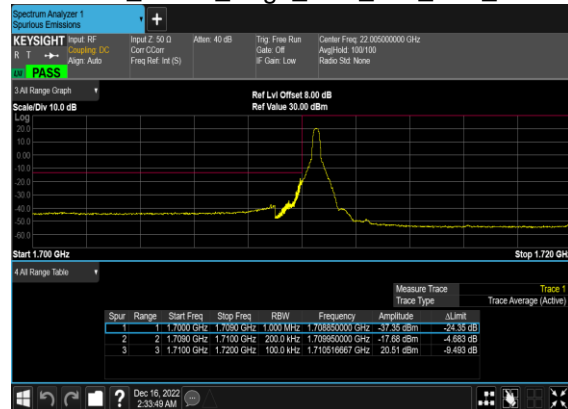 Spectrum Analyzer 1
Spurious Emissions
KEYSIGHT Input: RF Input Z: 50 Ω Atten: 40 dB Trig: Free Run Center Freq: 22.005000000 GHz
R T Coupling: DC Corr CCorr Gate: Off Avg|Hold: 100/100
Align: Auto Freq Ref: Int (S) IF Gain: Low Radio Std: None
PASS
3 All Range Graph Ref Lvl Offset 8.00 dB
Scale/Div 10.0 dB Ref Value 30.00 dBm
Log
20.0
10.0
0.00
-10.0
-20.0
-30.0
-40.0
-50.0
-60.0
Start 1.700 GHz Stop 1.720 GHz
4 All Range Table
Measure Trace Trace 1
Trace Type Trace Average (Active)
Spur Range Start Freq Stop Freq RBW Frequency Amplitude ΔLimit
1 1 1.7000 GHz 1.7090 GHz 1.000 MHz 1.708850000 GHz -37.35 dBm -24.35 dB
2 2 1.7090 GHz 1.7100 GHz 200.0 kHz 1.709950000 GHz -17.68 dBm -4.683 dB
3 3 1.7100 GHz 1.7200 GHz 100.0 kHz 1.710516667 GHz 20.51 dBm -9.493 dB
? Dec 16, 2022
2:33:49 AM